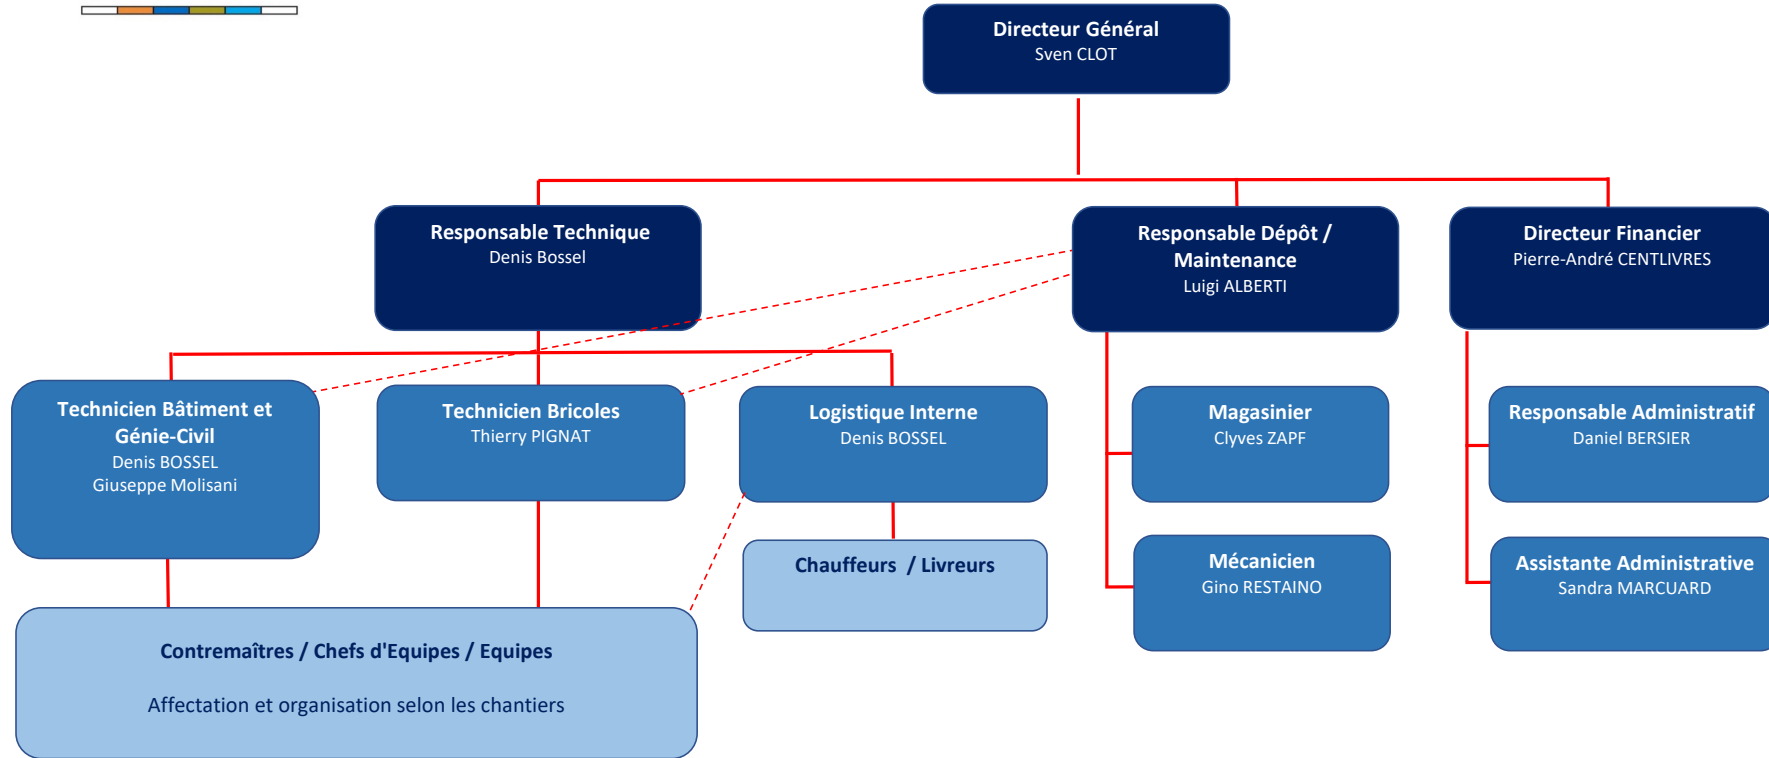 Directeur Général
Sven CLOT
Responsable Technique
Denis Bossel
Responsable Dépôt /
Maintenance
Luigi ALBERTI
Directeur Financier
Pierre-André CENTLIVRES
Technicien Bâtiment et
Génie-Civil
Denis BOSSEL
Giuseppe Molisani
Technicien Bricoles
Thierry PIGNAT
Logistique Interne
Denis BOSSEL
Magasinier
Clyves ZAPF
Responsable Administratif
Daniel BERSIER
Chauffeurs / Livreurs
Mécanicien
Gino RESTAINO
Assistante Administrative
Sandra MARCUARD
Contremaîtres / Chefs d'Equipes / Equipes
Affectation et organisation selon les chantiers